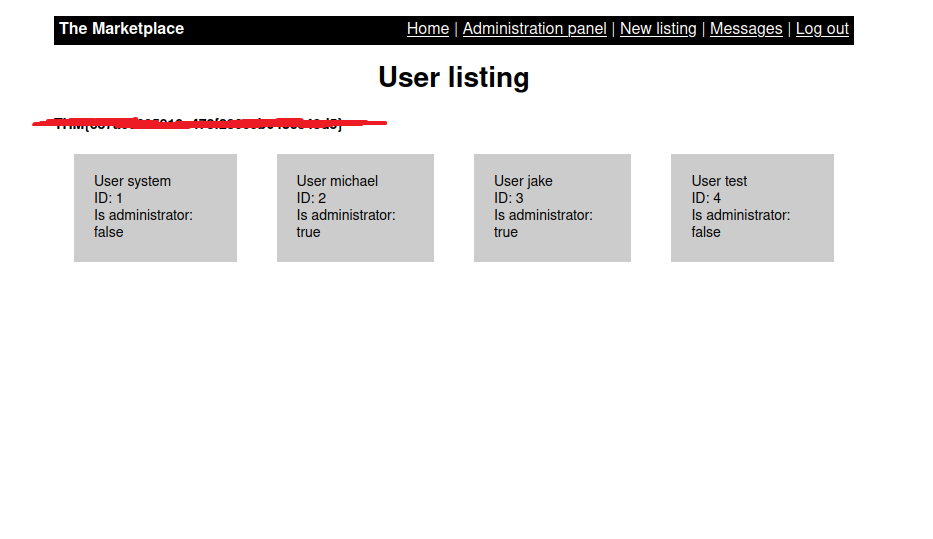 The Marketplace
Home | Administration panel | New listing | Messages | Log out
User listing
User system
ID: 1
Is administrator:
false
User michael
ID: 2
Is administrator:
true
User jake
ID: 3
Is administrator:
true
User test
ID: 4
Is administrator:
false